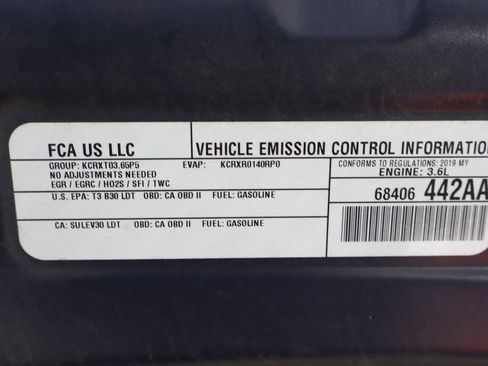 FCA US LLC
VEHICLE EMISSION CONTROL INFORMATION
GROUP: KCRXT03.65P5 EVAP: KCRXR0140RP0
NO ADJUSTMENTS NEEDED
EGR / EGRC / HO2S / SFI / TWC
CONFORMS TO REGULATIONS: 2019 MY
ENGINE: 3.6L
U.S. EPA: T3 B30 LDT OBD: CA OBD II FUEL: GASOLINE
68406 442AA
CA: SULEV30 LDT OBD: CA OBD II FUEL: GASOLINE